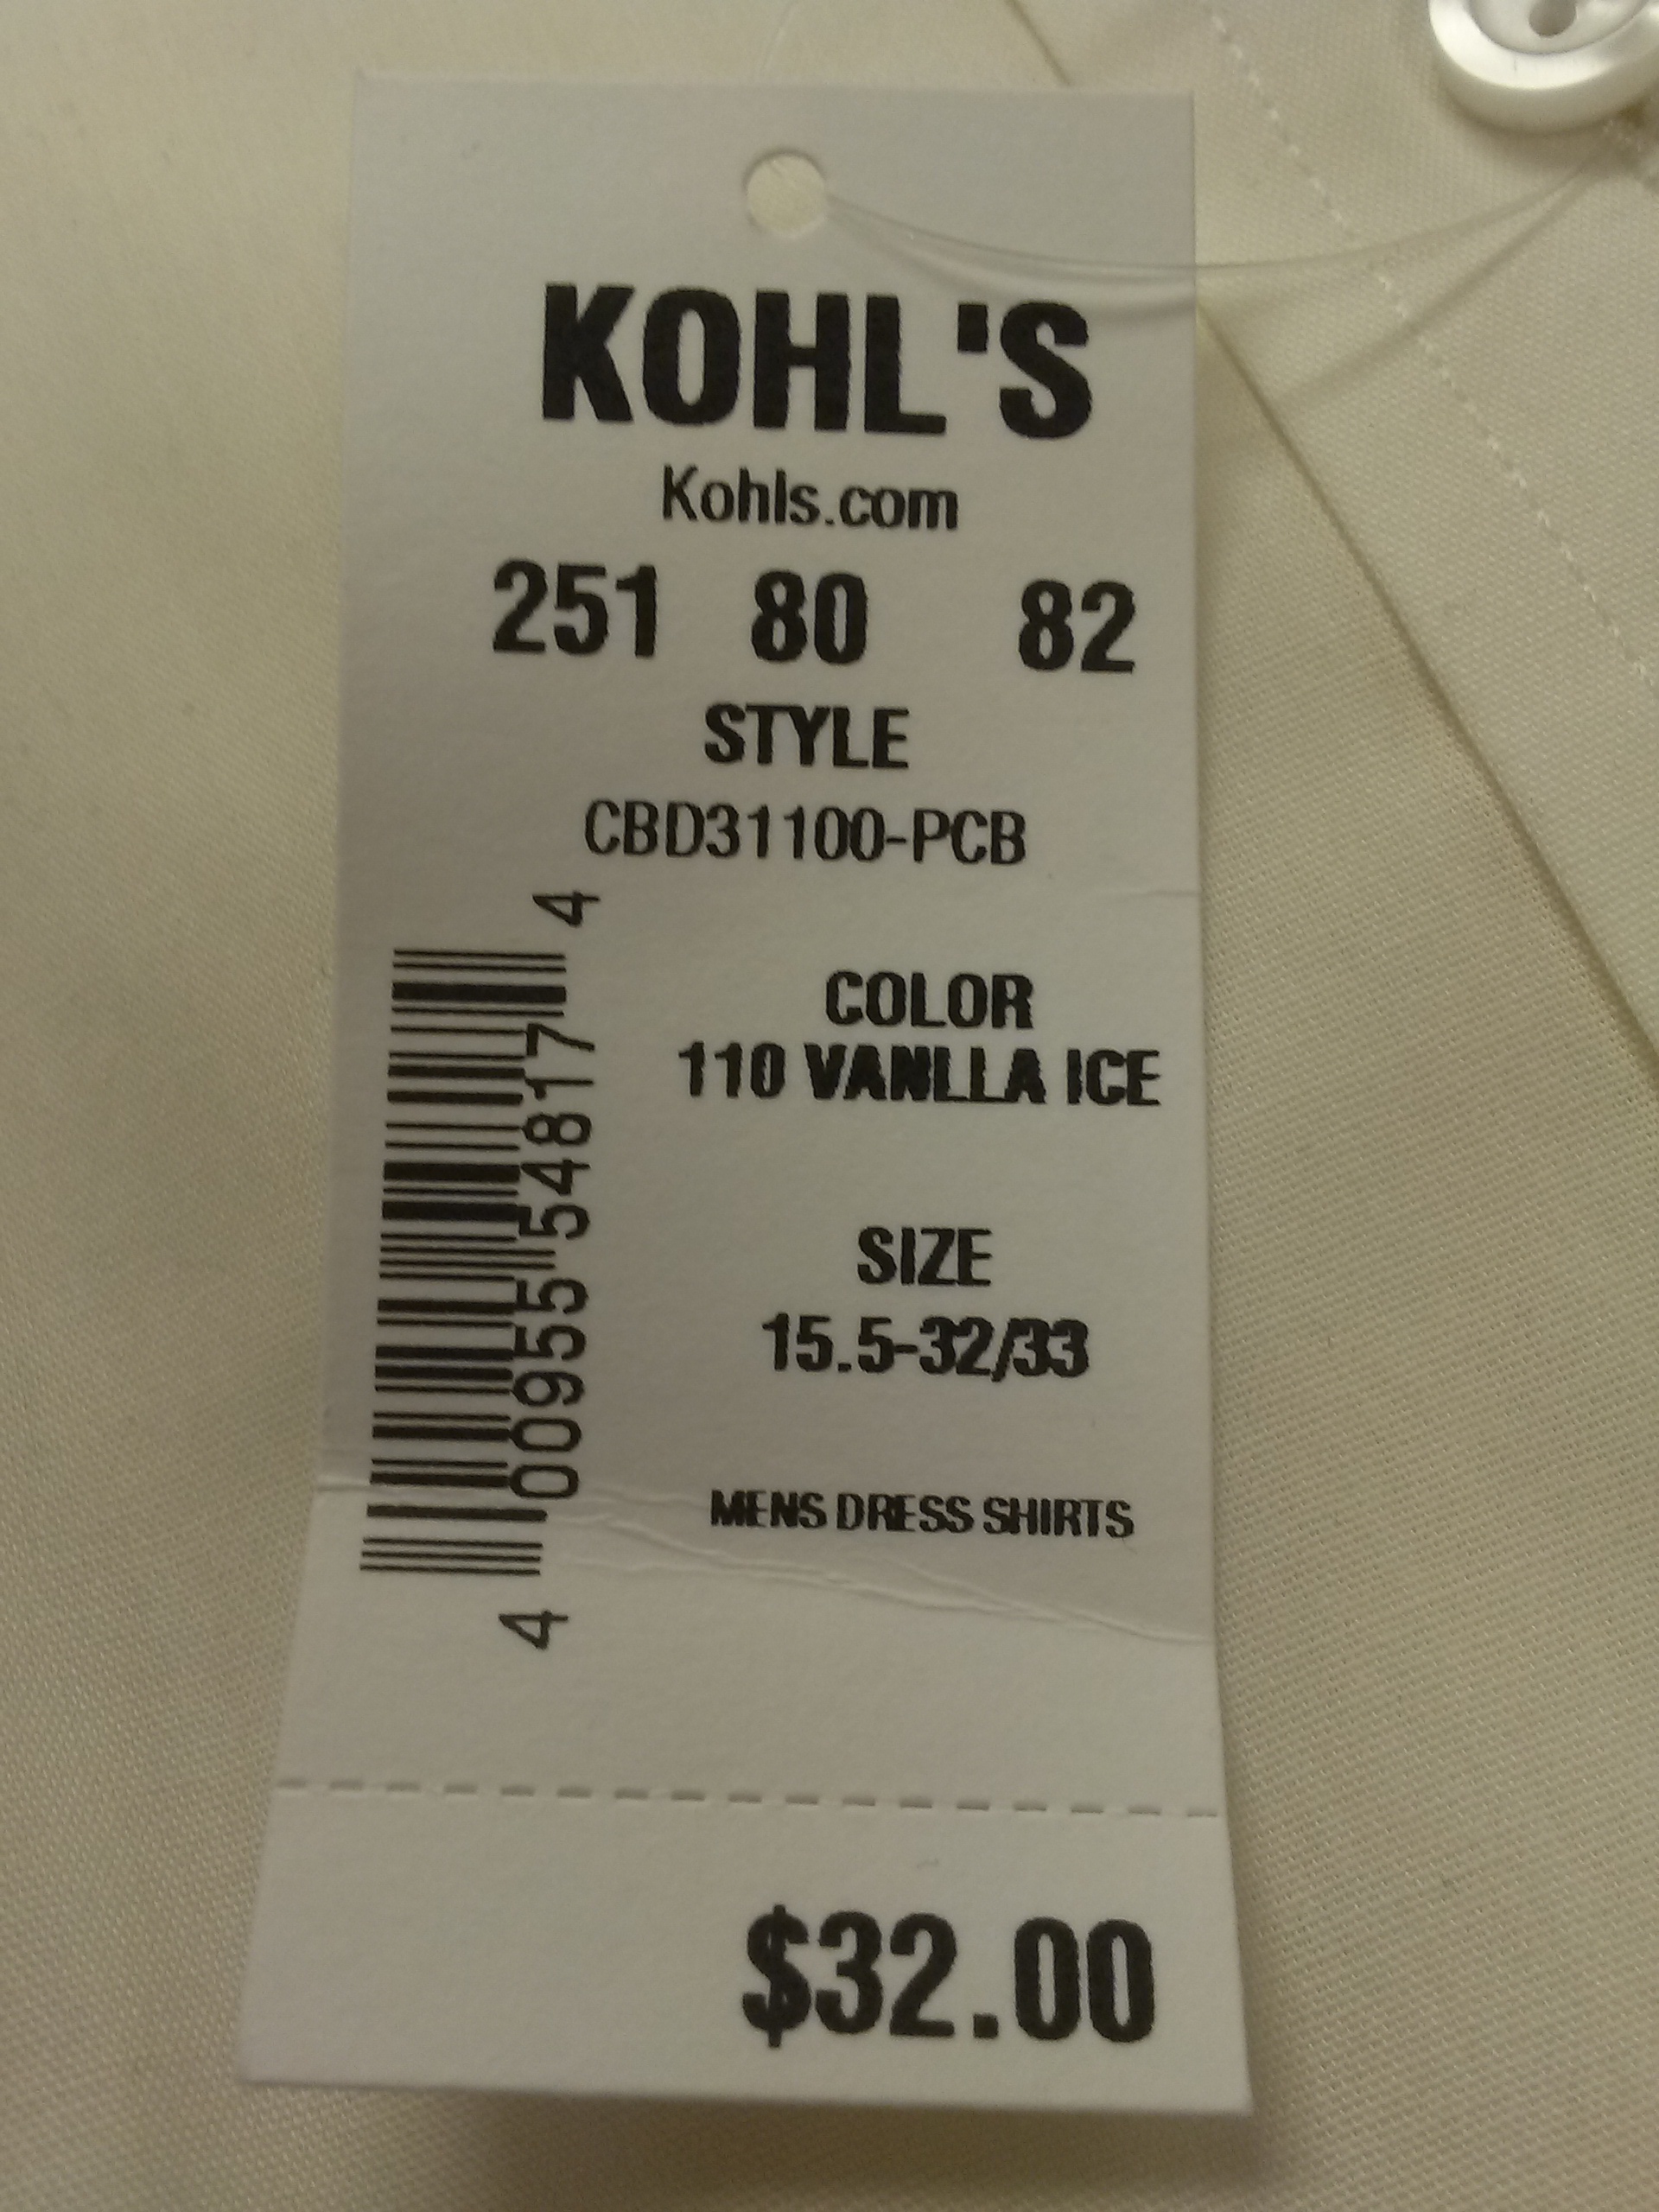 KOHL'S
Kohls.com
251 80 82
STYLE
CBD31100-PCB
COLOR
110 VANLLA ICE
SIZE
15.5-32/33
MENS DRESS SHIRTS
4 00955 54817 4
$32.00